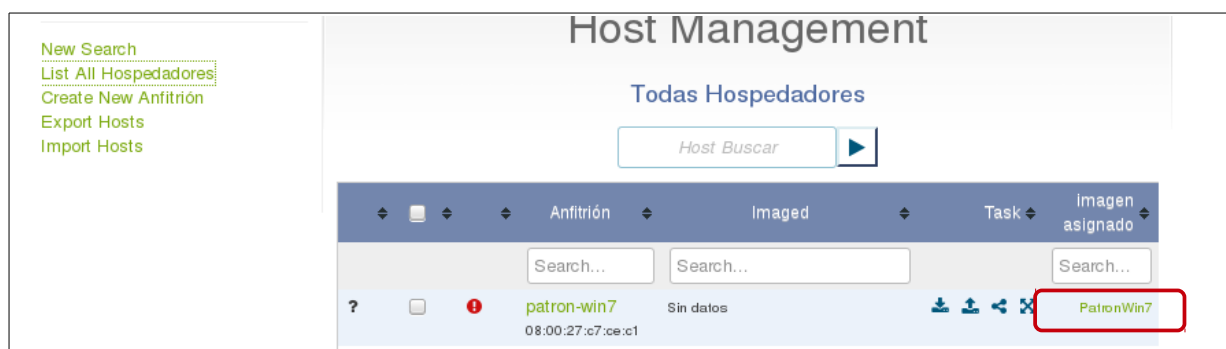 Host Management
New Search
List All Hospedadores
Create New Anfitrión
Export Hosts
Import Hosts
Todas Hospedadores
Host Buscar
Anfitrión Imaged Task imagen asignado
Search... Search... Search...
? patron-win7 Sin datos PatronWin7
08:00:27:c7:ce:c1